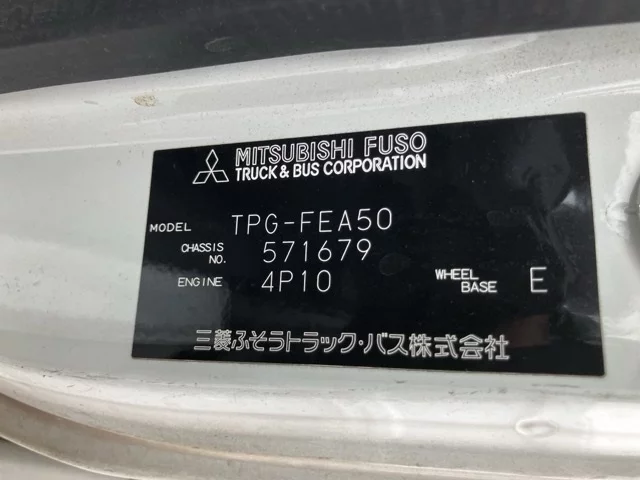 MITSUBISHI FUSO
TRUCK & BUS CORPORATION
MODEL TPG-FEA50
CHASSIS NO. 571679
ENGINE 4P10 WHEEL BASE E
三菱ふそうトラック・バス株式会社